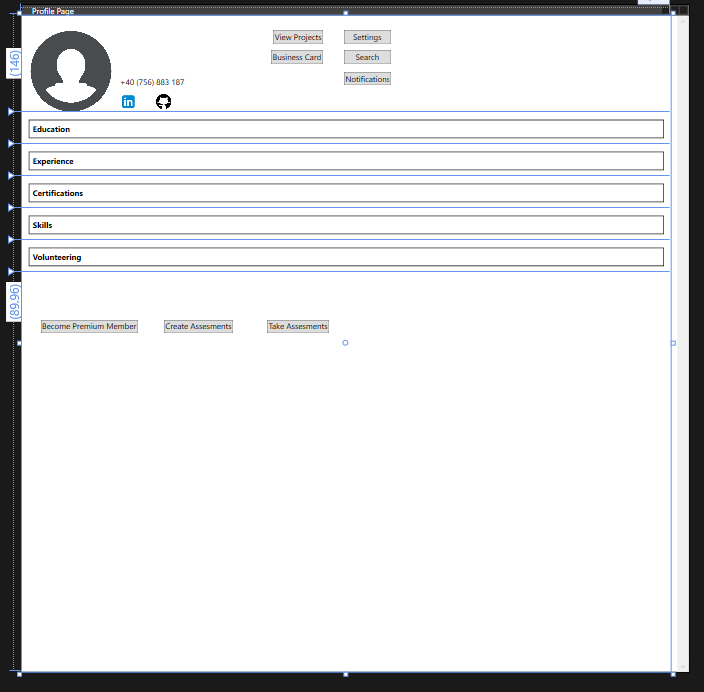 Profile Page
View Projects
Settings
Business Card
Search
Notifications
+40 (756) 883 187
in
(146)
Education
Experience
Certifications
Skills
Volunteering
(89.96)
Become Premium Member
Create Assesments
Take Assesments